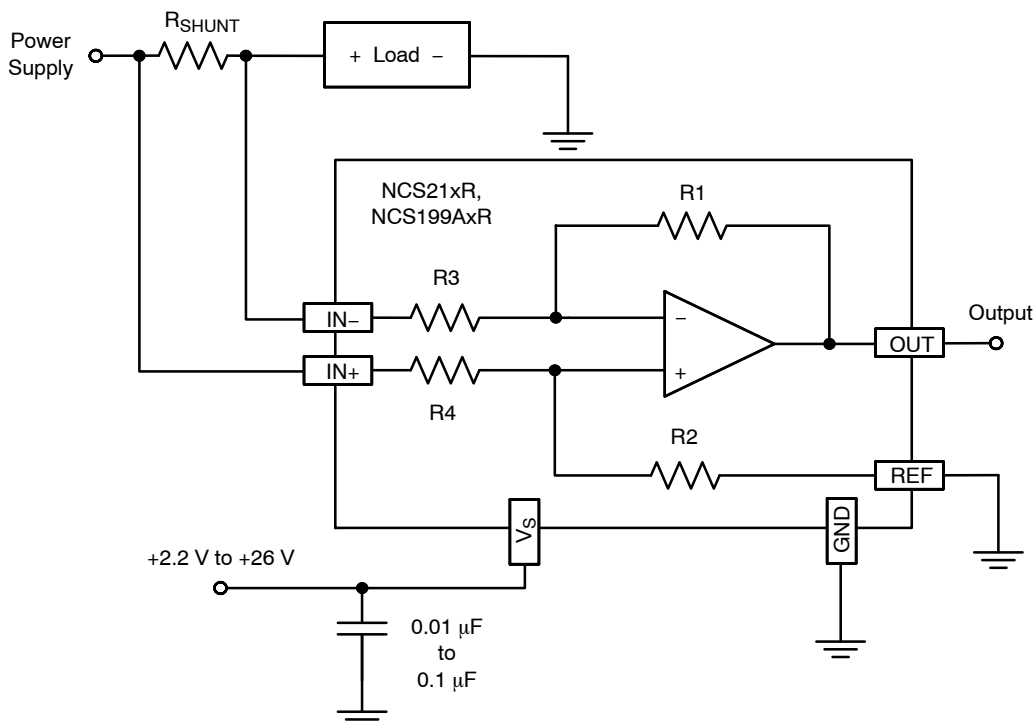 R_SHUNT
Power
Supply
+ Load −
NCS21xR,
NCS199AxR
R1
R3
IN−
−
Output
OUT
IN+
+
R4
R2
REF
VS
GND
+2.2 V to +26 V
0.01 μF
to
0.1 μF